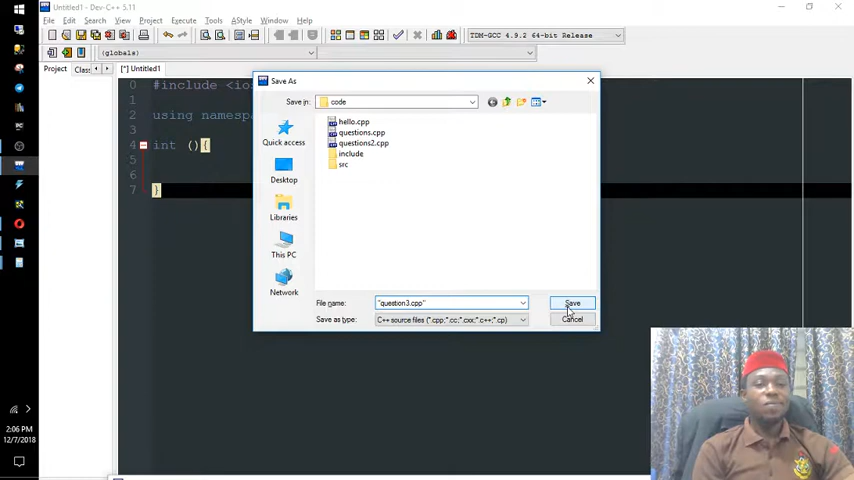 Untitled1 - Dev-C++ 5.11
File Edit Search View Project Execute Tools AStyle Window Help
TDM-GCC 4.9.2 64-bit Release
(globals)
Project Clas
[*] Untitled1
0 #include <ios
1
2 using namespa
3
4 int (){
5
6
7 }
Save As
Save in: code
hello.cpp
questions.cpp
questions2.cpp
include
src
Quick access
Desktop
Libraries
This PC
Network
File name: "question3.cpp" Save
Save as type: C++ source files (*.cpp;*.cc;*.cxx;*.c++;*.cp) Cancel
2:06 PM
12/7/2018